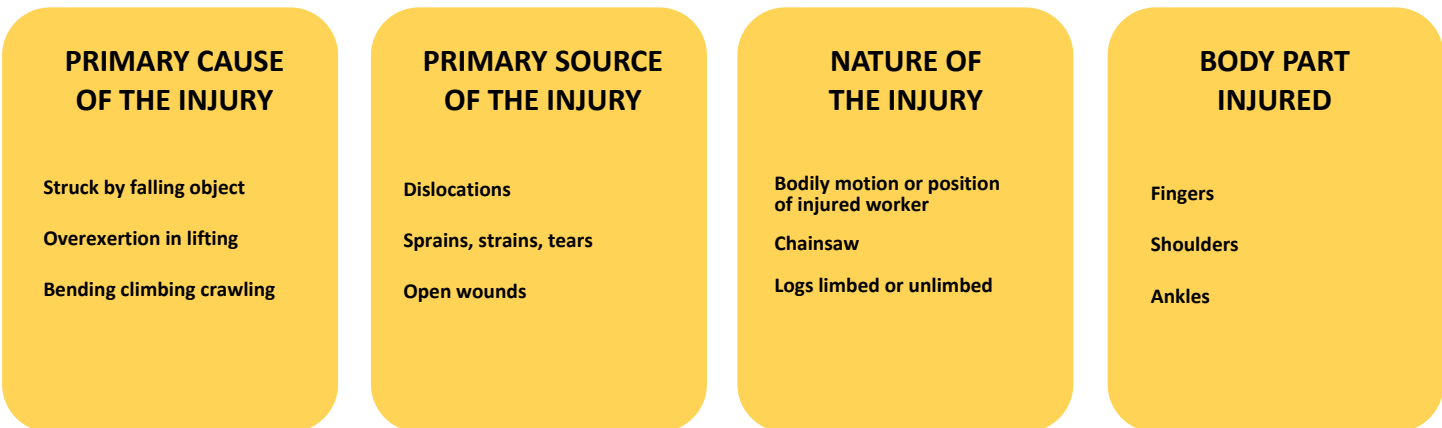 PRIMARY CAUSE
OF THE INJURY
Struck by falling object
Overexertion in lifting
Bending climbing crawling
PRIMARY SOURCE
OF THE INJURY
Dislocations
Sprains, strains, tears
Open wounds
NATURE OF
THE INJURY
Bodily motion or position
of injured worker
Chainsaw
Logs limbed or unlimbed
BODY PART
INJURED
Fingers
Shoulders
Ankles